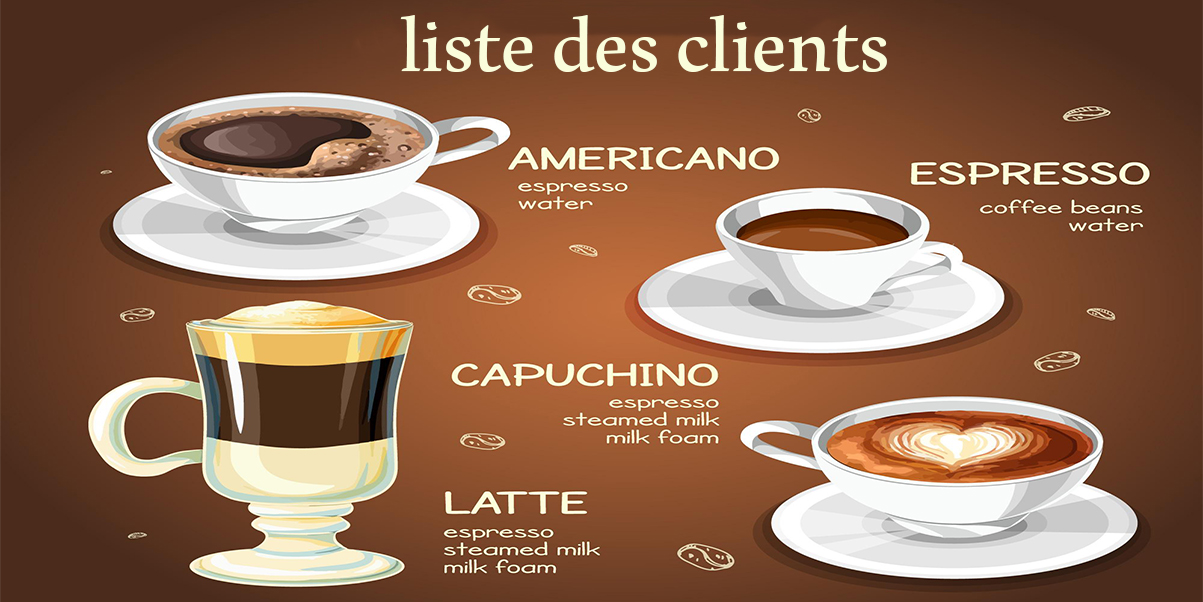 liste des clients
AMERICANO
espresso
water
ESPRESSO
coffee beans
water
CAPUCHINO
espresso
steamed milk
milk foam
LATTE
espresso
steamed milk
milk foam